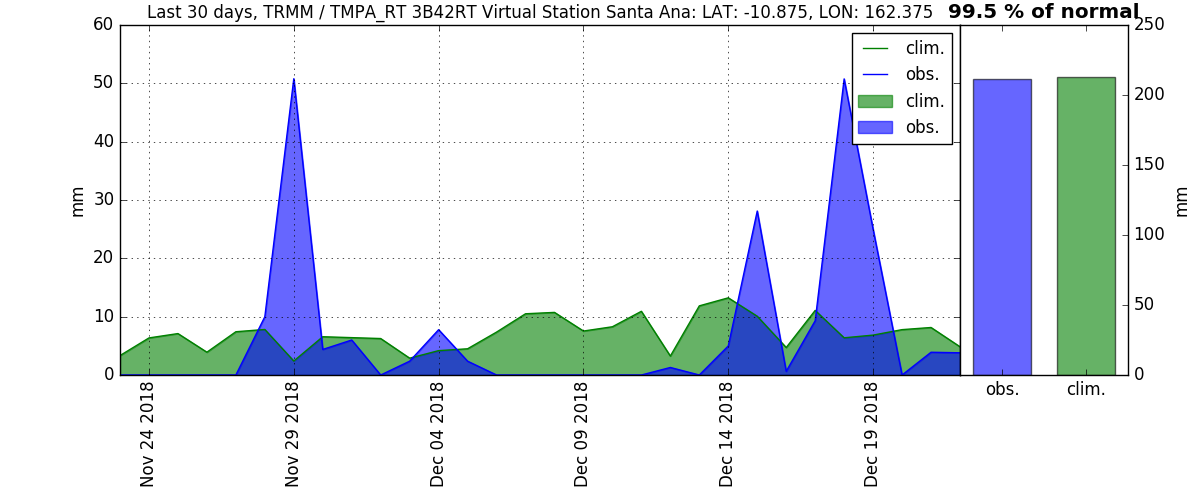 Last 30 days, TRMM / TMPA_RT 3B42RT Virtual Station Santa Ana: LAT: -10.875, LON: 162.375
99.5 % of normal
clim.
obs.
clim.
obs.
60
50
40
30
20
10
0
mm
Nov 24 2018
Nov 29 2018
Dec 04 2018
Dec 09 2018
Dec 14 2018
Dec 19 2018
250
200
150
100
50
0
mm
obs.
clim.